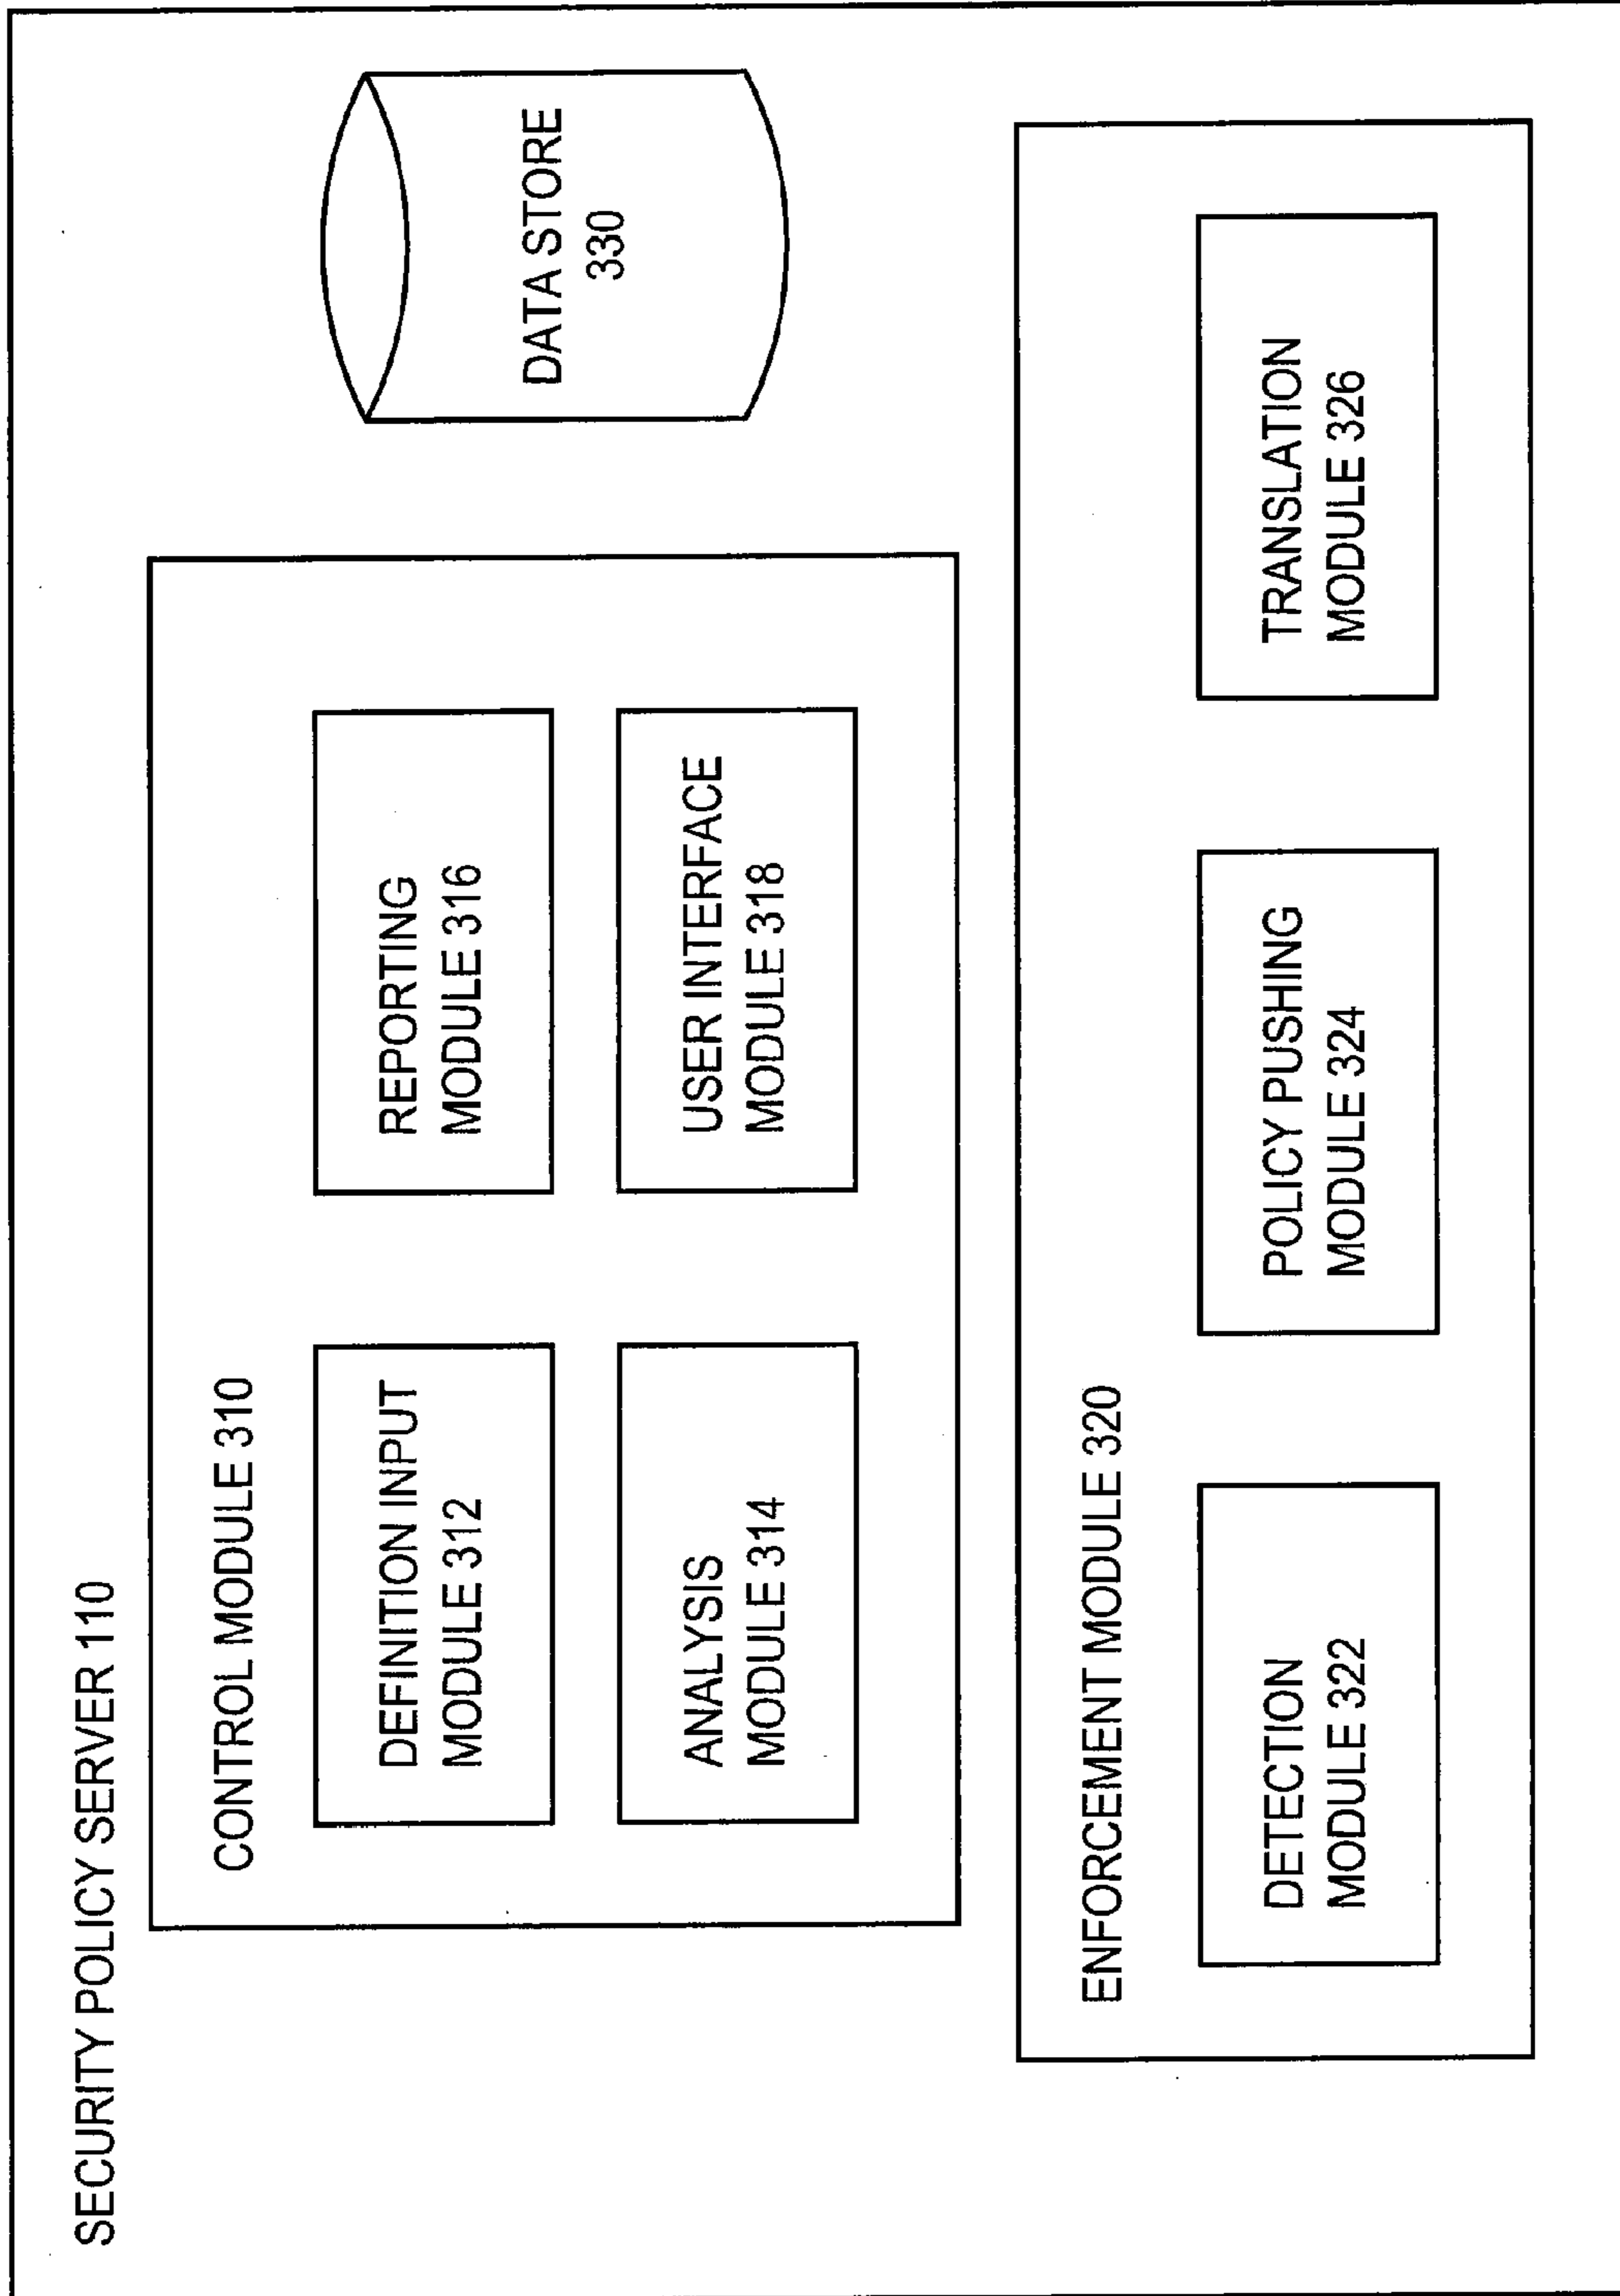 SECURITY POLICY SERVER 110
CONTROL MODULE 310
DEFINITION INPUT
MODULE 312
REPORTING
MODULE 316
ANALYSIS
MODULE 314
USER INTERFACE
MODULE 318
DATA STORE
330
ENFORCEMENT MODULE 320
DETECTION
MODULE 322
POLICY PUSHING
MODULE 324
TRANSLATION
MODULE 326